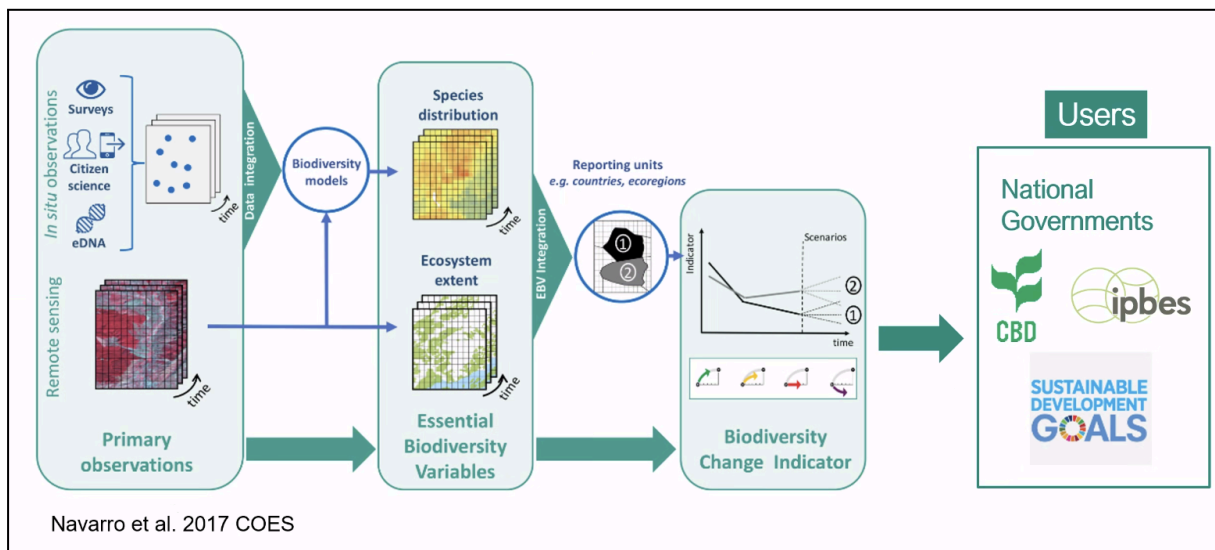 In situ observations
Surveys
Citizen
science
eDNA
time
Data integration
Remote sensing
time
Primary
observations
Biodiversity
models
Species
distribution
time
Ecosystem
extent
time
Essential
Biodiversity
Variables
EBV Integration
Reporting units
e.g. countries, ecoregions
1
2
Indicator
Scenarios
2
1
time
Biodiversity
Change Indicator
Users
National
Governments
CBD
ipbes
SUSTAINABLE
DEVELOPMENT
GOALS
Navarro et al. 2017 COES